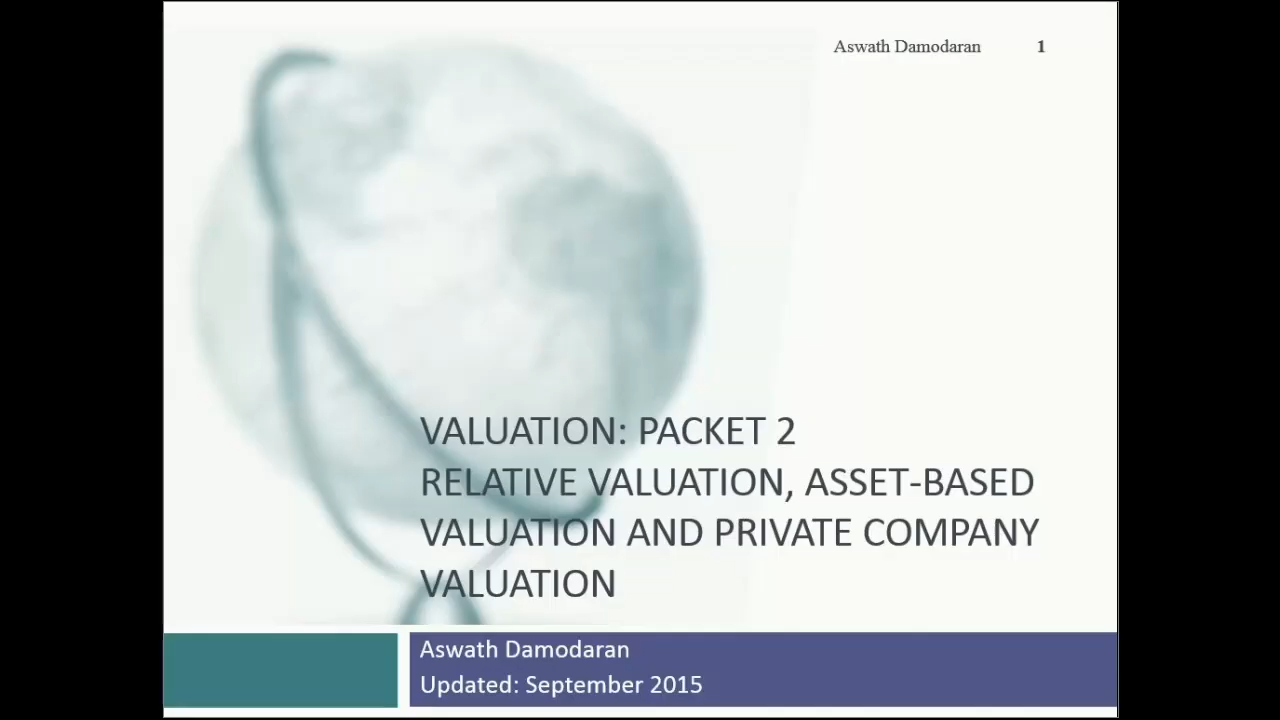 Aswath Damodaran 1
VALUATION: PACKET 2
RELATIVE VALUATION, ASSET-BASED
VALUATION AND PRIVATE COMPANY
VALUATION
Aswath Damodaran
Updated: September 2015